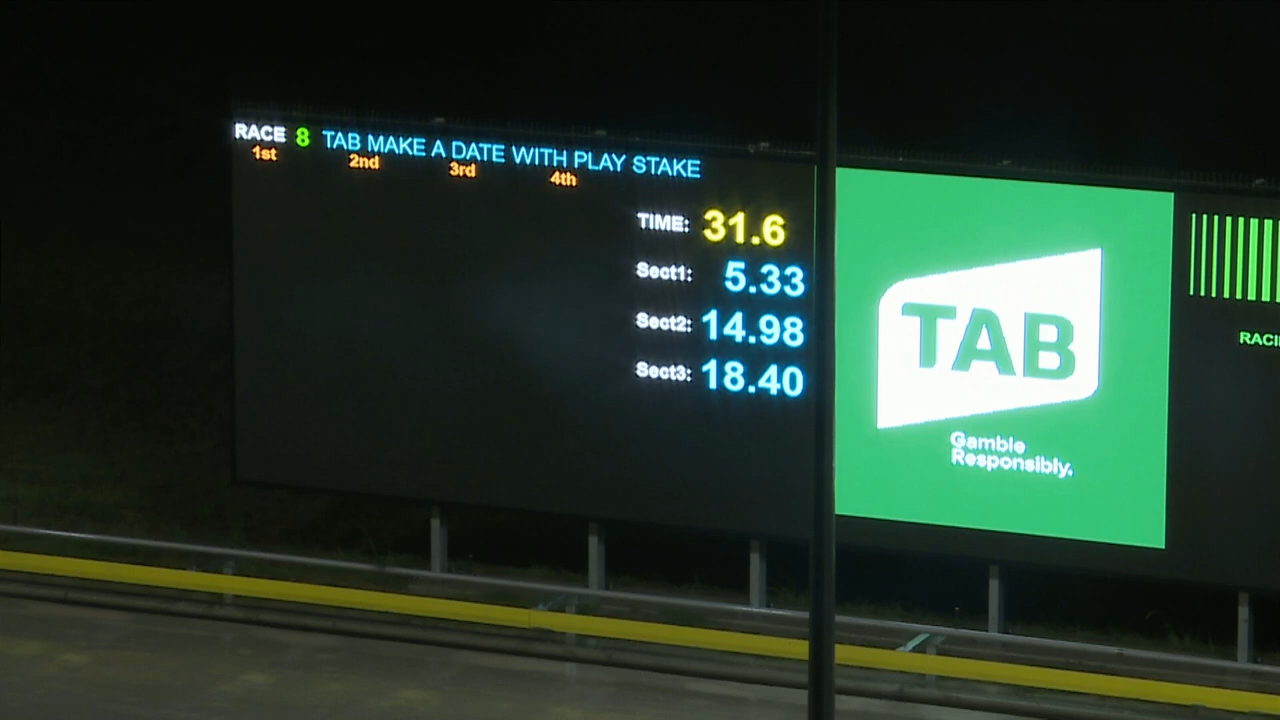 RACE 8 TAB MAKE A DATE WITH PLAY STAKE
1st 2nd 3rd 4th
TIME: 31.6
Sect1: 5.33
Sect2: 14.98
Sect3: 18.40
TAB
Gamble
Responsibly.